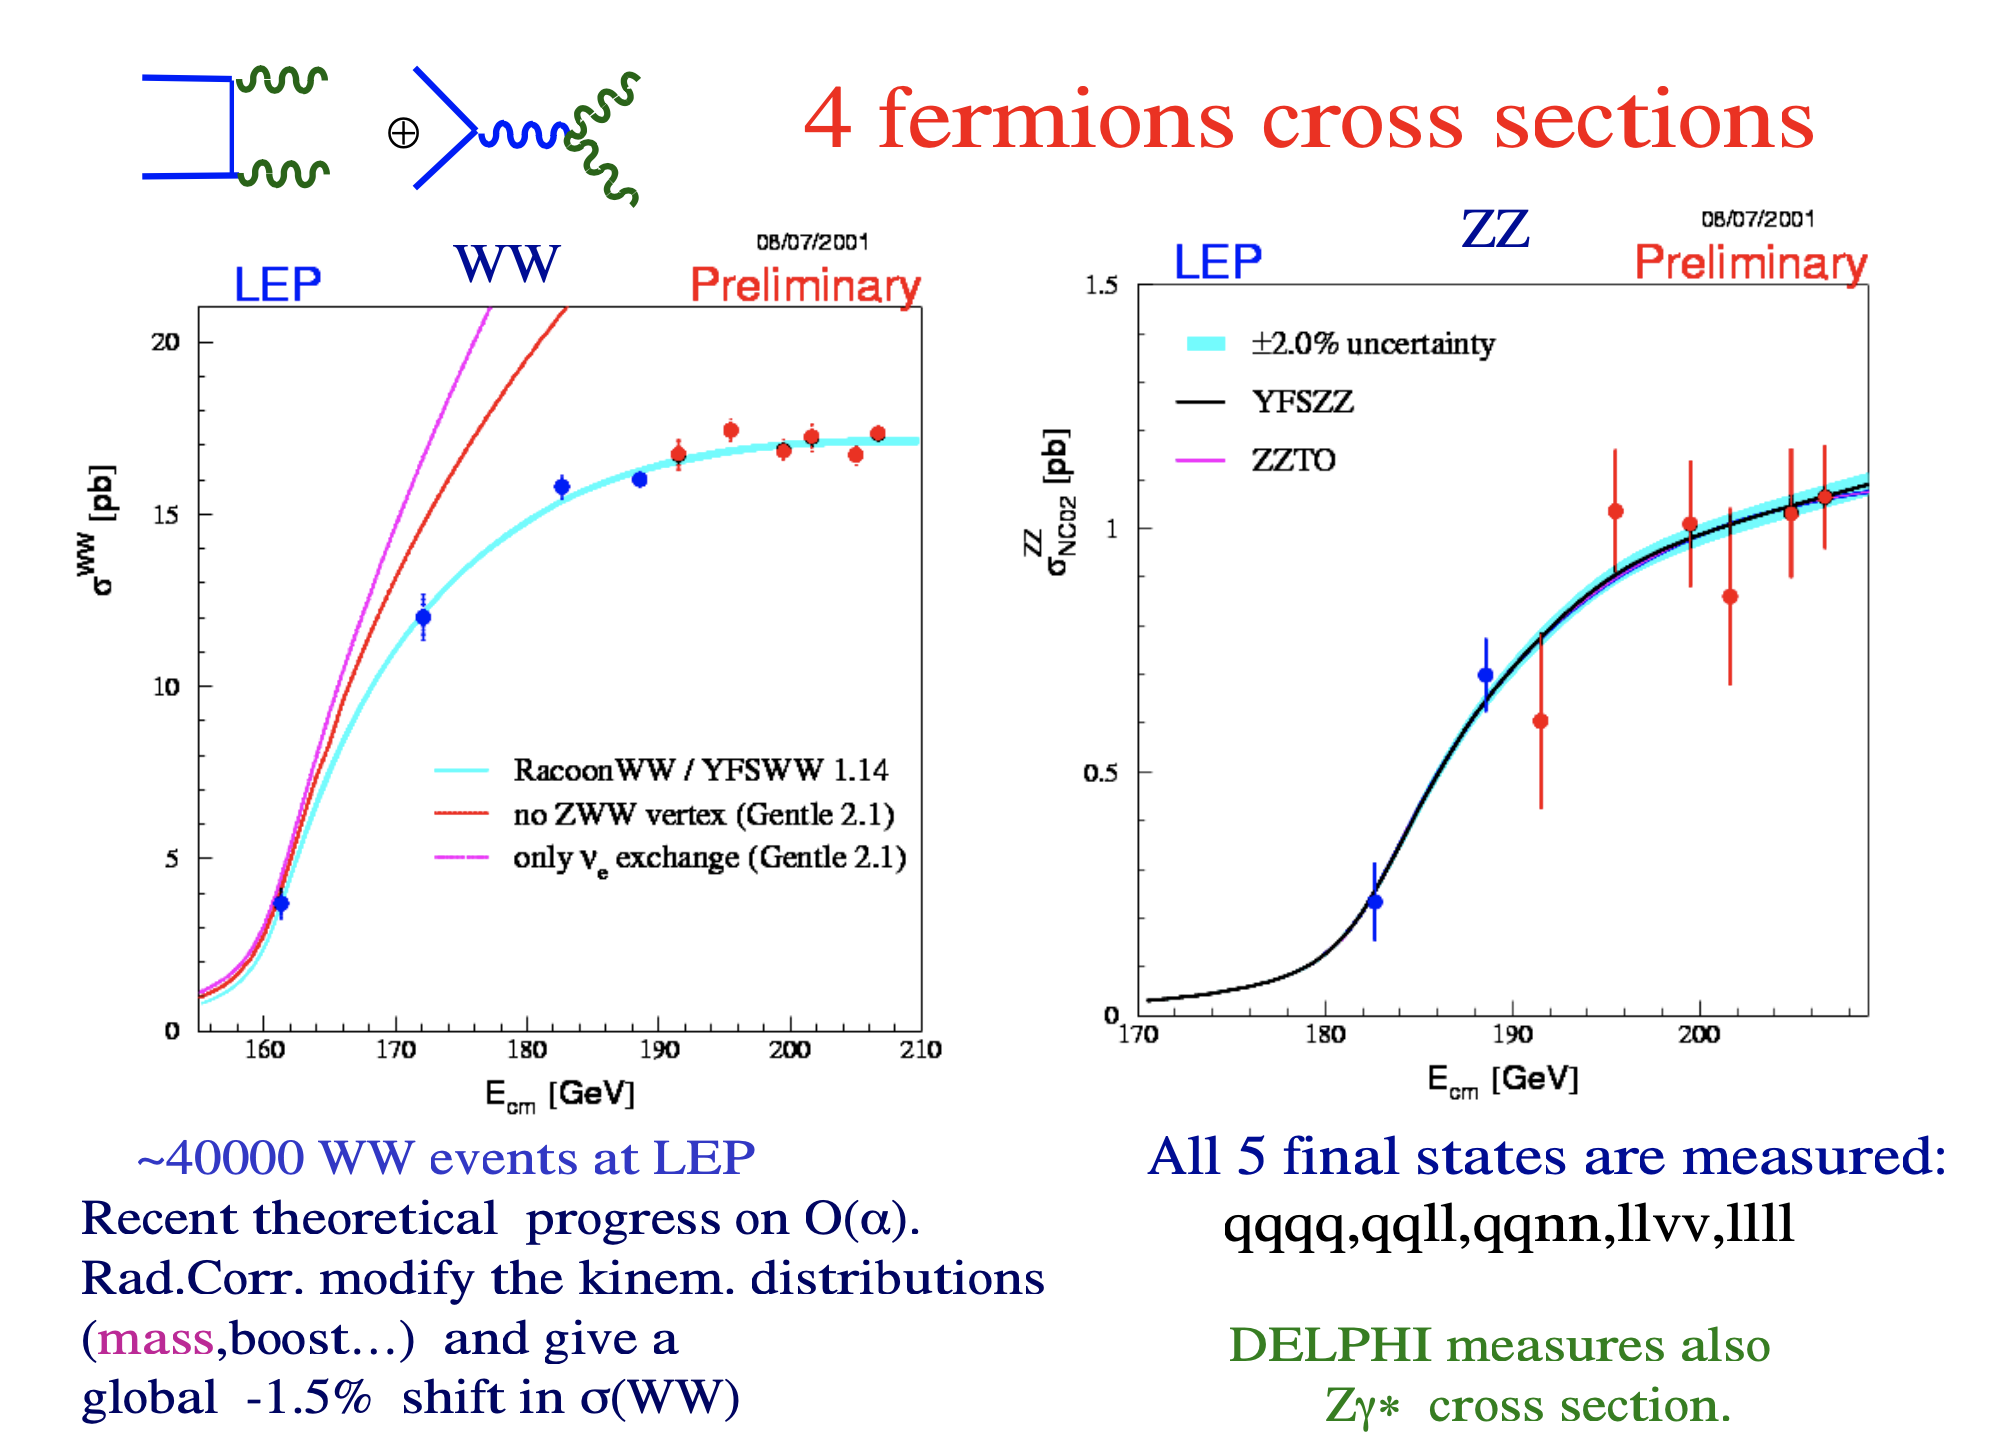 4 fermions cross sections
⊕
WW
08/07/2001
LEP
Preliminary
20
15
10
5
0
σ^WW [pb]
RacoonWW / YFSWW 1.14
no ZWW vertex (Gentle 2.1)
only ν_e exchange (Gentle 2.1)
160 170 180 190 200 210
E_cm [GeV]
ZZ
08/07/2001
LEP
Preliminary
1.5
1
0.5
0
σ^ZZ_NC02 [pb]
±2.0% uncertainty
YFSZZ
ZZTO
170 180 190 200
E_cm [GeV]
~40000 WW events at LEP
Recent theoretical progress on O(α).
Rad.Corr. modify the kinem. distributions
(mass,boost…) and give a
global -1.5% shift in σ(WW)
All 5 final states are measured:
qqqq,qqll,qqnn,llvv,llll
DELPHI measures also
Zγ* cross section.